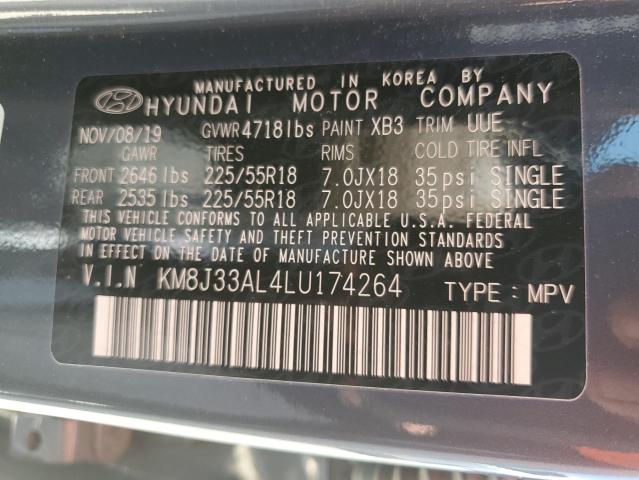 MANUFACTURED IN KOREA BY
HYUNDAI MOTOR COMPANY
NOV/08/19 GVWR4718lbs PAINT XB3 TRIM UUE
GAWR TIRES RIMS COLD TIRE INFL
FRONT 2646lbs 225/55R18 7.0JX18 35psi SINGLE
REAR 2535lbs 225/55R18 7.0JX18 35psi SINGLE
THIS VEHICLE CONFORMS TO ALL APPLICABLE U.S.A. FEDERAL
MOTOR VEHICLE SAFETY AND THEFT PREVENTION STANDARDS
IN EFFECT ON THE DATE OF MANUFACTURE SHOWN ABOVE
V.I.N KM8J33AL4LU174264 TYPE: MPV